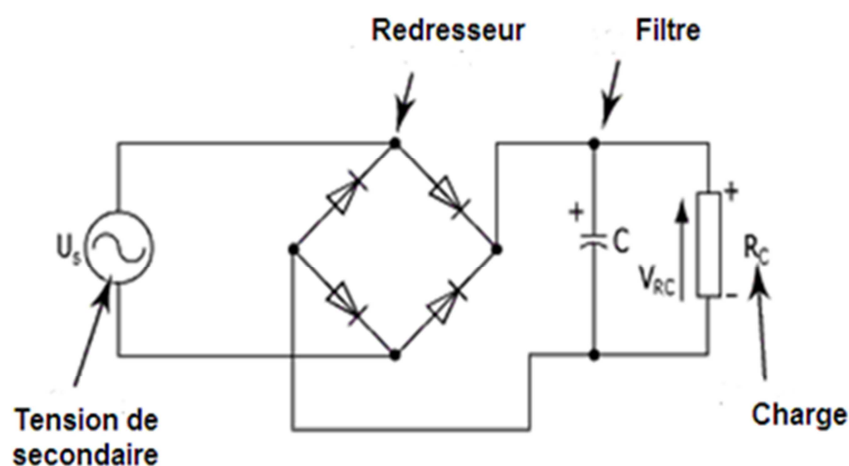 Redresseur
Filtre
Us
+
C
VRC
+
-
RC
Tension de
secondaire
Charge